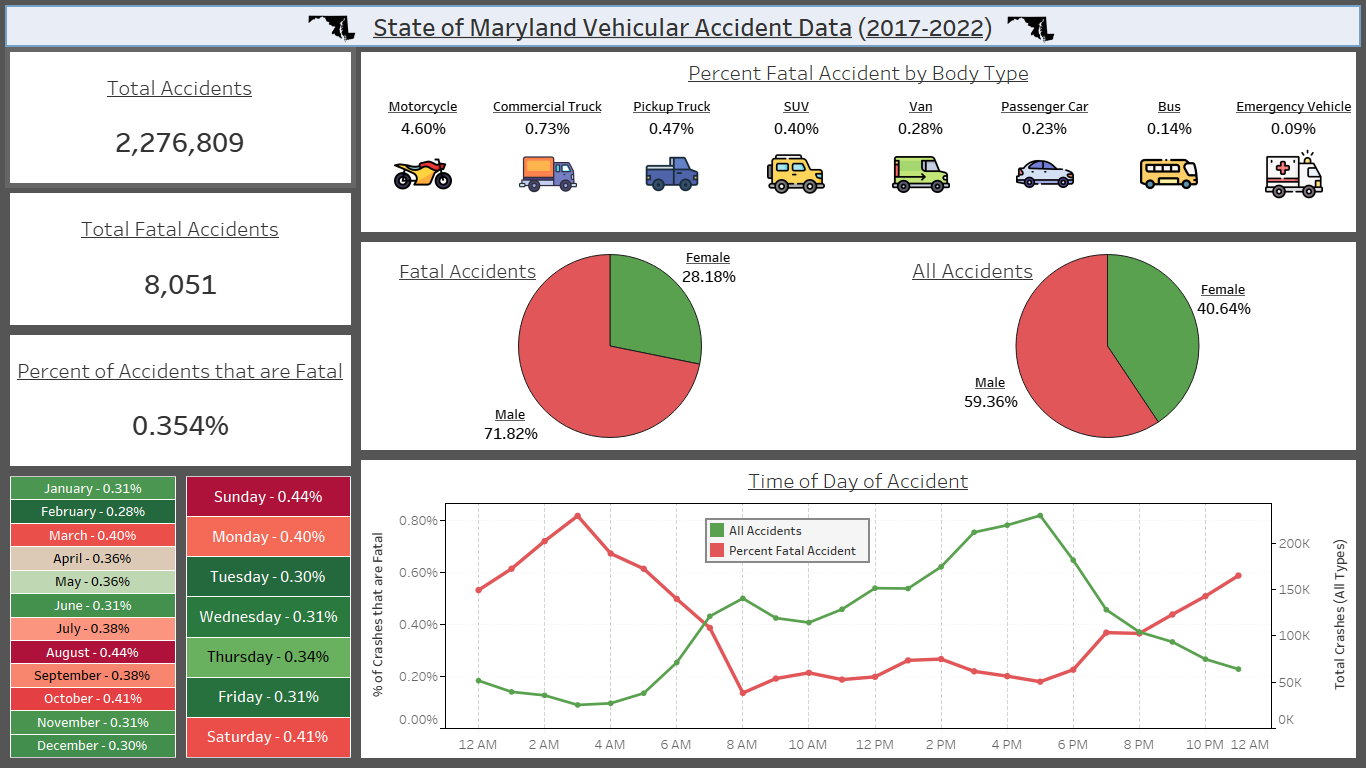 State of Maryland Vehicular Accident Data (2017-2022)
Total Accidents
2,276,809
Total Fatal Accidents
8,051
Percent of Accidents that are Fatal
0.354%
January - 0.31%
February - 0.28%
March - 0.40%
April - 0.36%
May - 0.36%
June - 0.31%
July - 0.38%
August - 0.44%
September - 0.38%
October - 0.41%
November - 0.31%
December - 0.30%
Sunday - 0.44%
Monday - 0.40%
Tuesday - 0.30%
Wednesday - 0.31%
Thursday - 0.34%
Friday - 0.31%
Saturday - 0.41%
Percent Fatal Accident by Body Type
Motorcycle
4.60%
Commercial Truck
0.73%
Pickup Truck
0.47%
SUV
0.40%
Van
0.28%
Passenger Car
0.23%
Bus
0.14%
Emergency Vehicle
0.09%
Fatal Accidents
Female
28.18%
Male
71.82%
All Accidents
Female
40.64%
Male
59.36%
Time of Day of Accident
% of Crashes that are Fatal
0.80%
0.60%
0.40%
0.20%
0.00%
All Accidents
Percent Fatal Accident
200K
150K
100K
50K
0K
Total Crashes (All Types)
12 AM 2 AM 4 AM 6 AM 8 AM 10 AM 12 PM 2 PM 4 PM 6 PM 8 PM 10 PM 12 AM